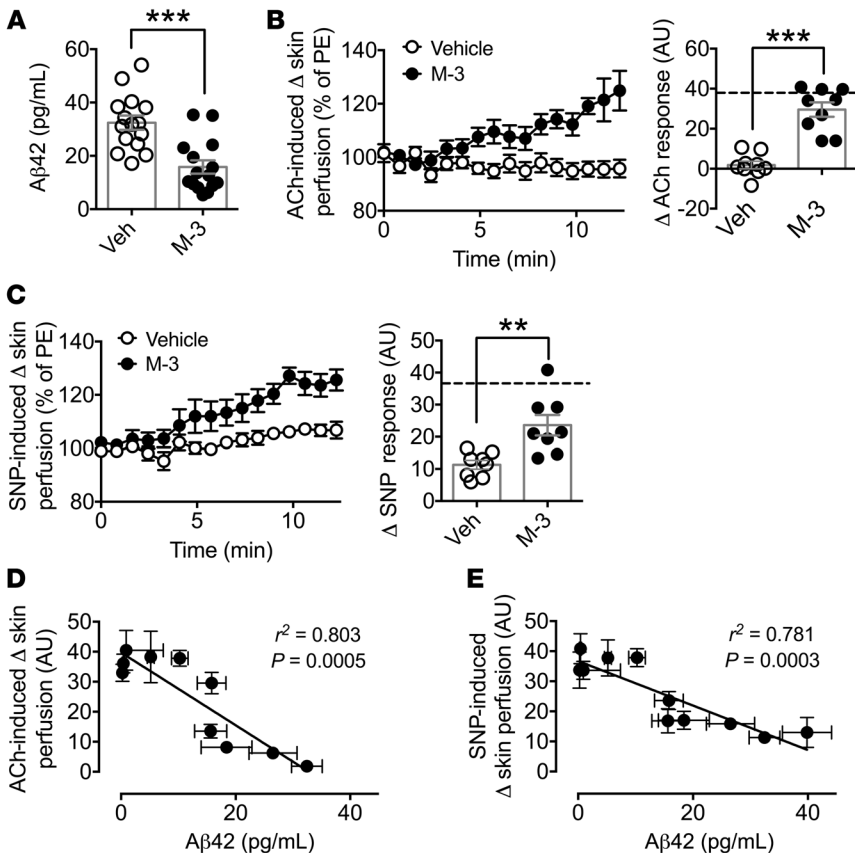 A
***
Aβ42 (pg/mL)
60
40
20
0
Veh
M-3
B
Vehicle
M-3
ACh-induced Δ skin
perfusion (% of PE)
140
120
100
80
0
5
10
Time (min)
***
Δ ACh response (AU)
60
40
20
0
-20
Veh
M-3
C
Vehicle
M-3
SNP-induced Δ skin
perfusion (% of PE)
140
120
100
80
0
5
10
Time (min)
**
Δ SNP response (AU)
50
40
30
20
10
0
Veh
M-3
D
ACh-induced Δ skin
perfusion (AU)
50
40
30
20
10
0
r² = 0.803
P = 0.0005
0
20
40
Aβ42 (pg/mL)
E
SNP-induced
Δ skin perfusion (AU)
50
40
30
20
10
0
r² = 0.781
P = 0.0003
0
20
40
Aβ42 (pg/mL)